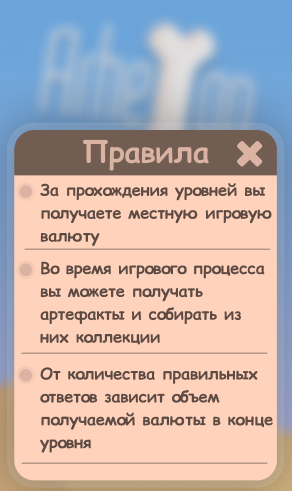 Правила
За прохождения уровней вы
получаете местную игровую
валюту
Во время игрового процесса
вы можете получать
артефакты и собирать из
них коллекции
От количества правильных
ответов зависит объем
получаемой валюты в конце
уровня